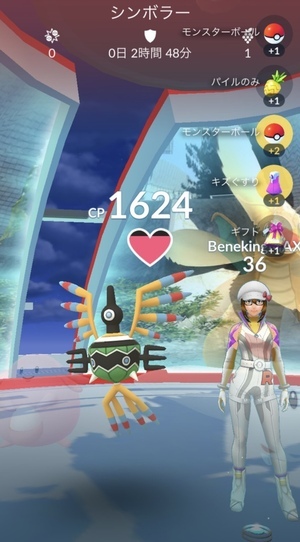 シンボラー
モンスターボール
+1
0
0日 2時間 48分
1
パイルのみ
+1
モンスターボール
+2
キズぐすり
+1
CP 1624
ギフト
+1
Beneking
AX
36
R